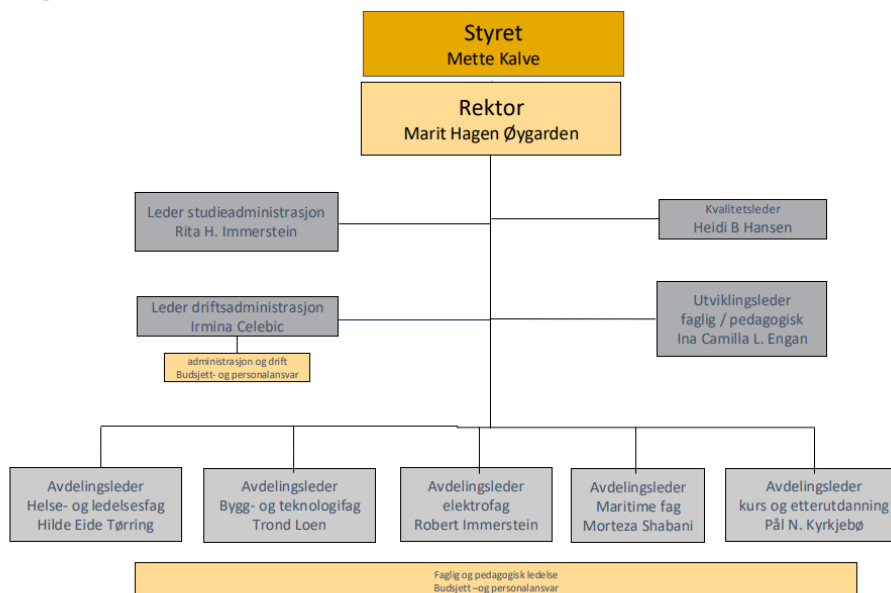 Styret
Mette Kalve
Rektor
Marit Hagen Øygarden
Leder studieadministrasjon
Rita H. Immerstein
Kvalitetsleder
Heidi B Hansen
Leder driftsadministrasjon
Irmina Celebic
Utviklingsleder
faglig / pedagogisk
Ina Camilla L. Engan
administrasjon og drift
Budsjett- og personalansvar
Avdelingsleder
Helse- og ledelsesfag
Hilde Eide Tørring
Avdelingsleder
Bygg- og teknologifag
Trond Loen
Avdelingsleder
elektrofag
Robert Immerstein
Avdelingsleder
Maritime fag
Morteza Shabani
Avdelingsleder
kurs og etterutdanning
Pål N. Kyrkjebø
Faglig og pedagogisk ledelse
Budsjett –og personalansvar